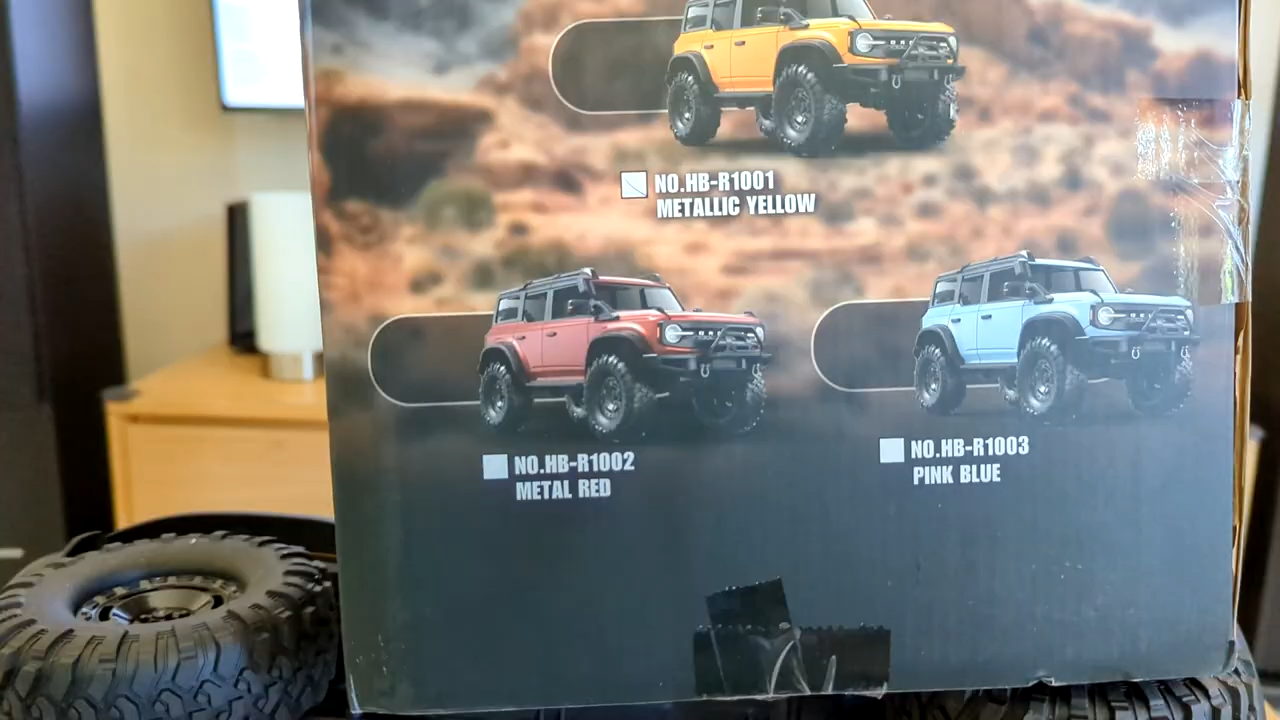 NO.HB-R1001
METALLIC YELLOW
NO.HB-R1002
METAL RED
NO.HB-R1003
PINK BLUE